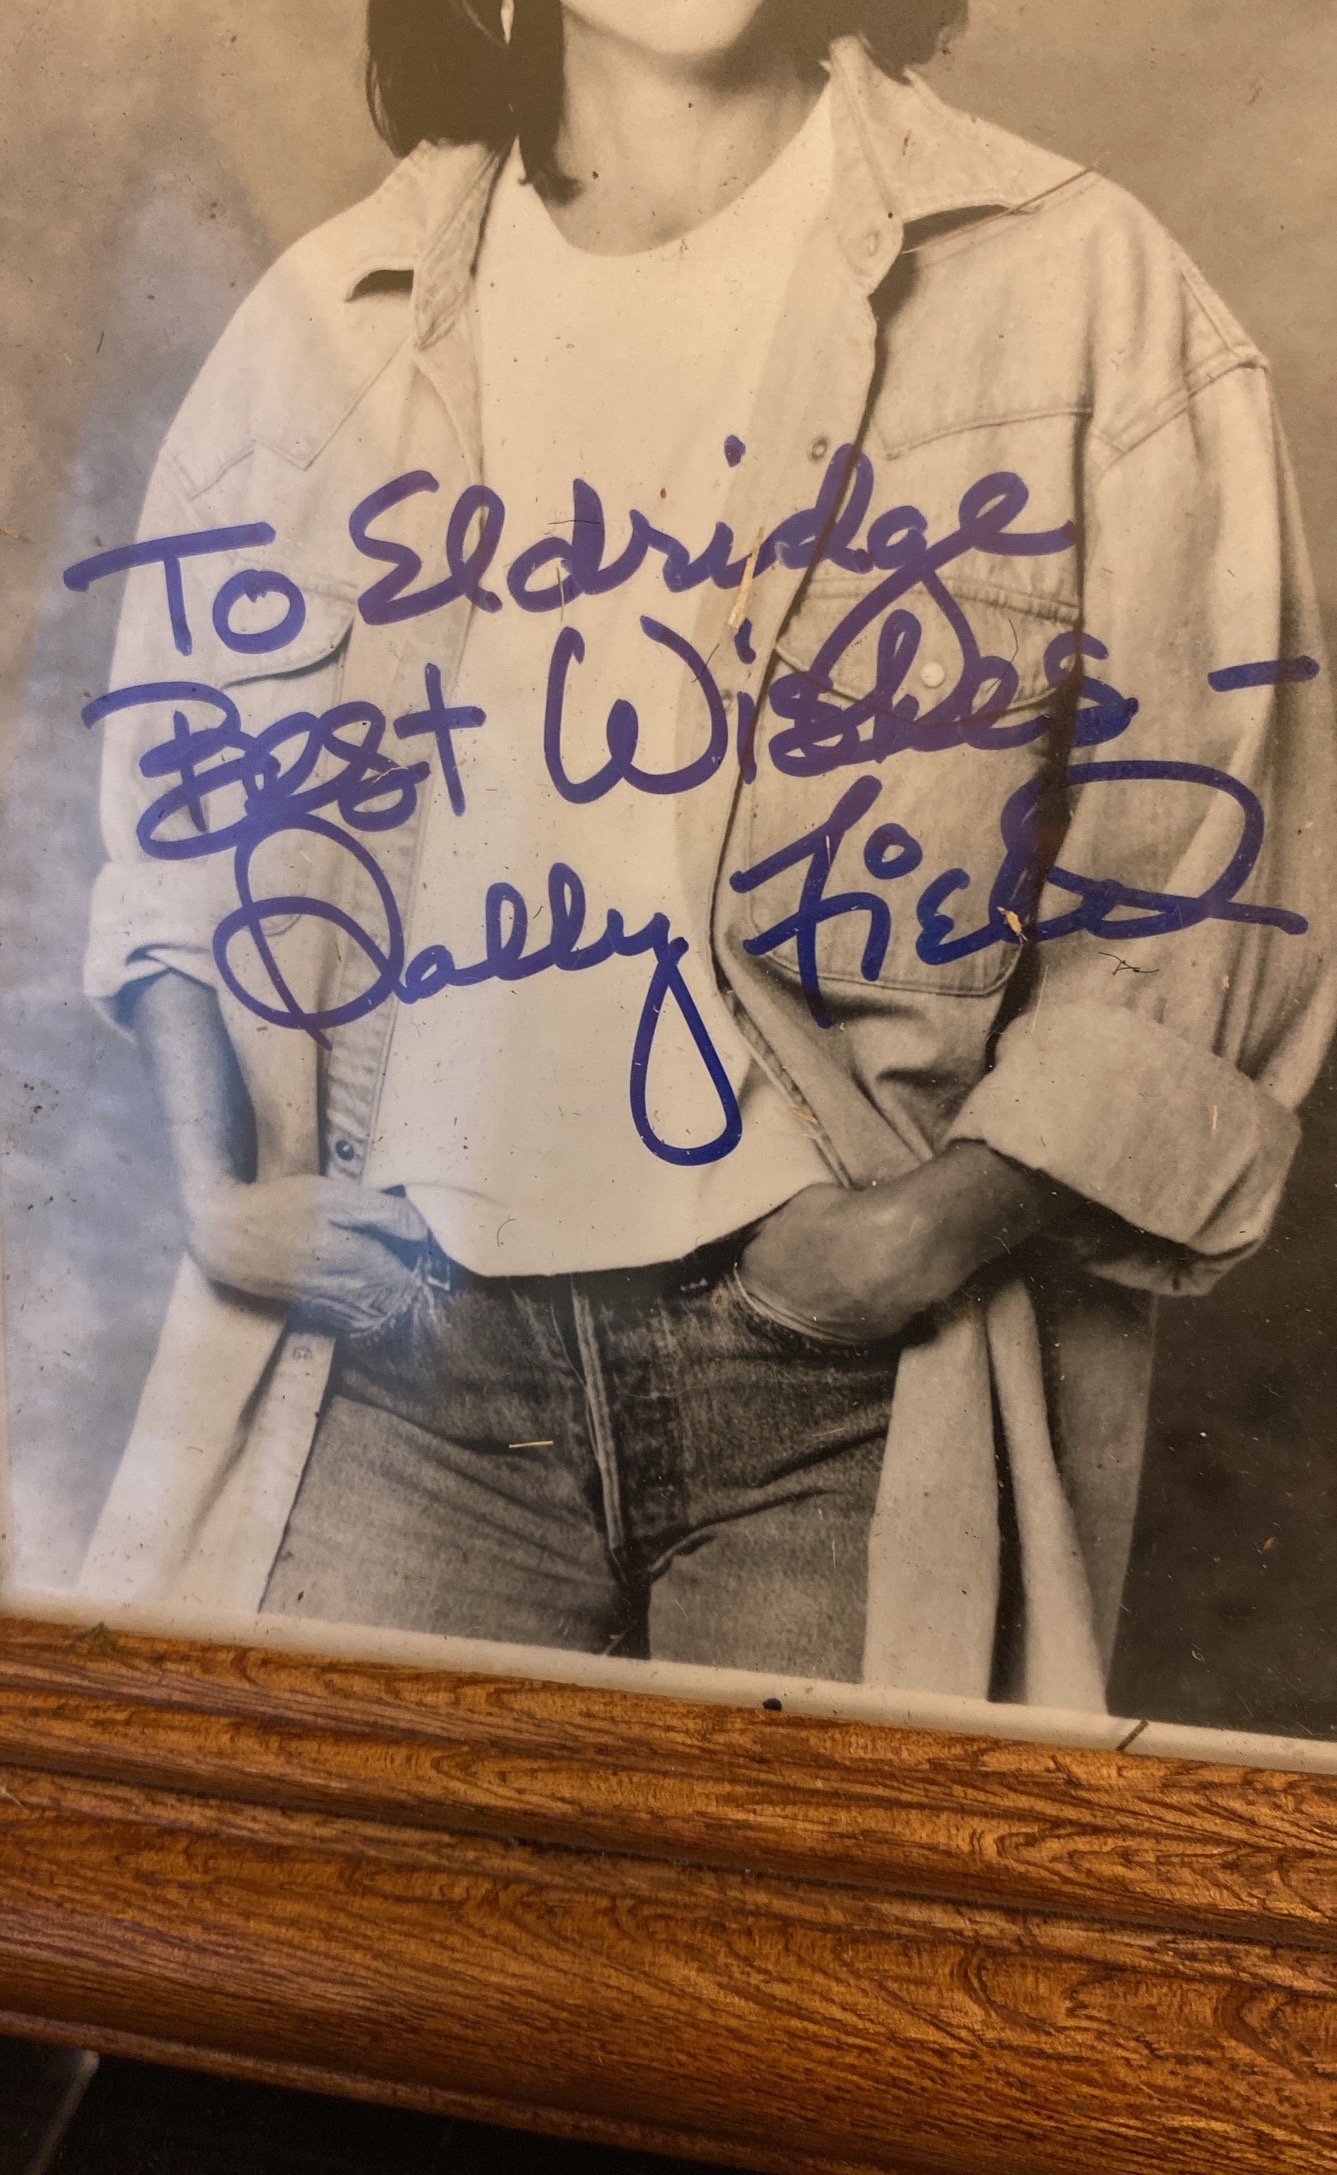 To Eldridge
Best Wishes -
Sally Field